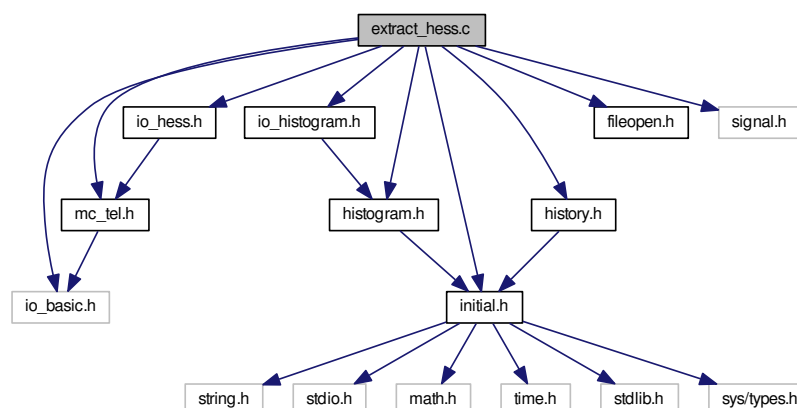 extract_hess.c
io_hess.h
io_histogram.h
fileopen.h
signal.h
mc_tel.h
histogram.h
history.h
io_basic.h
initial.h
string.h
stdio.h
math.h
time.h
stdlib.h
sys/types.h